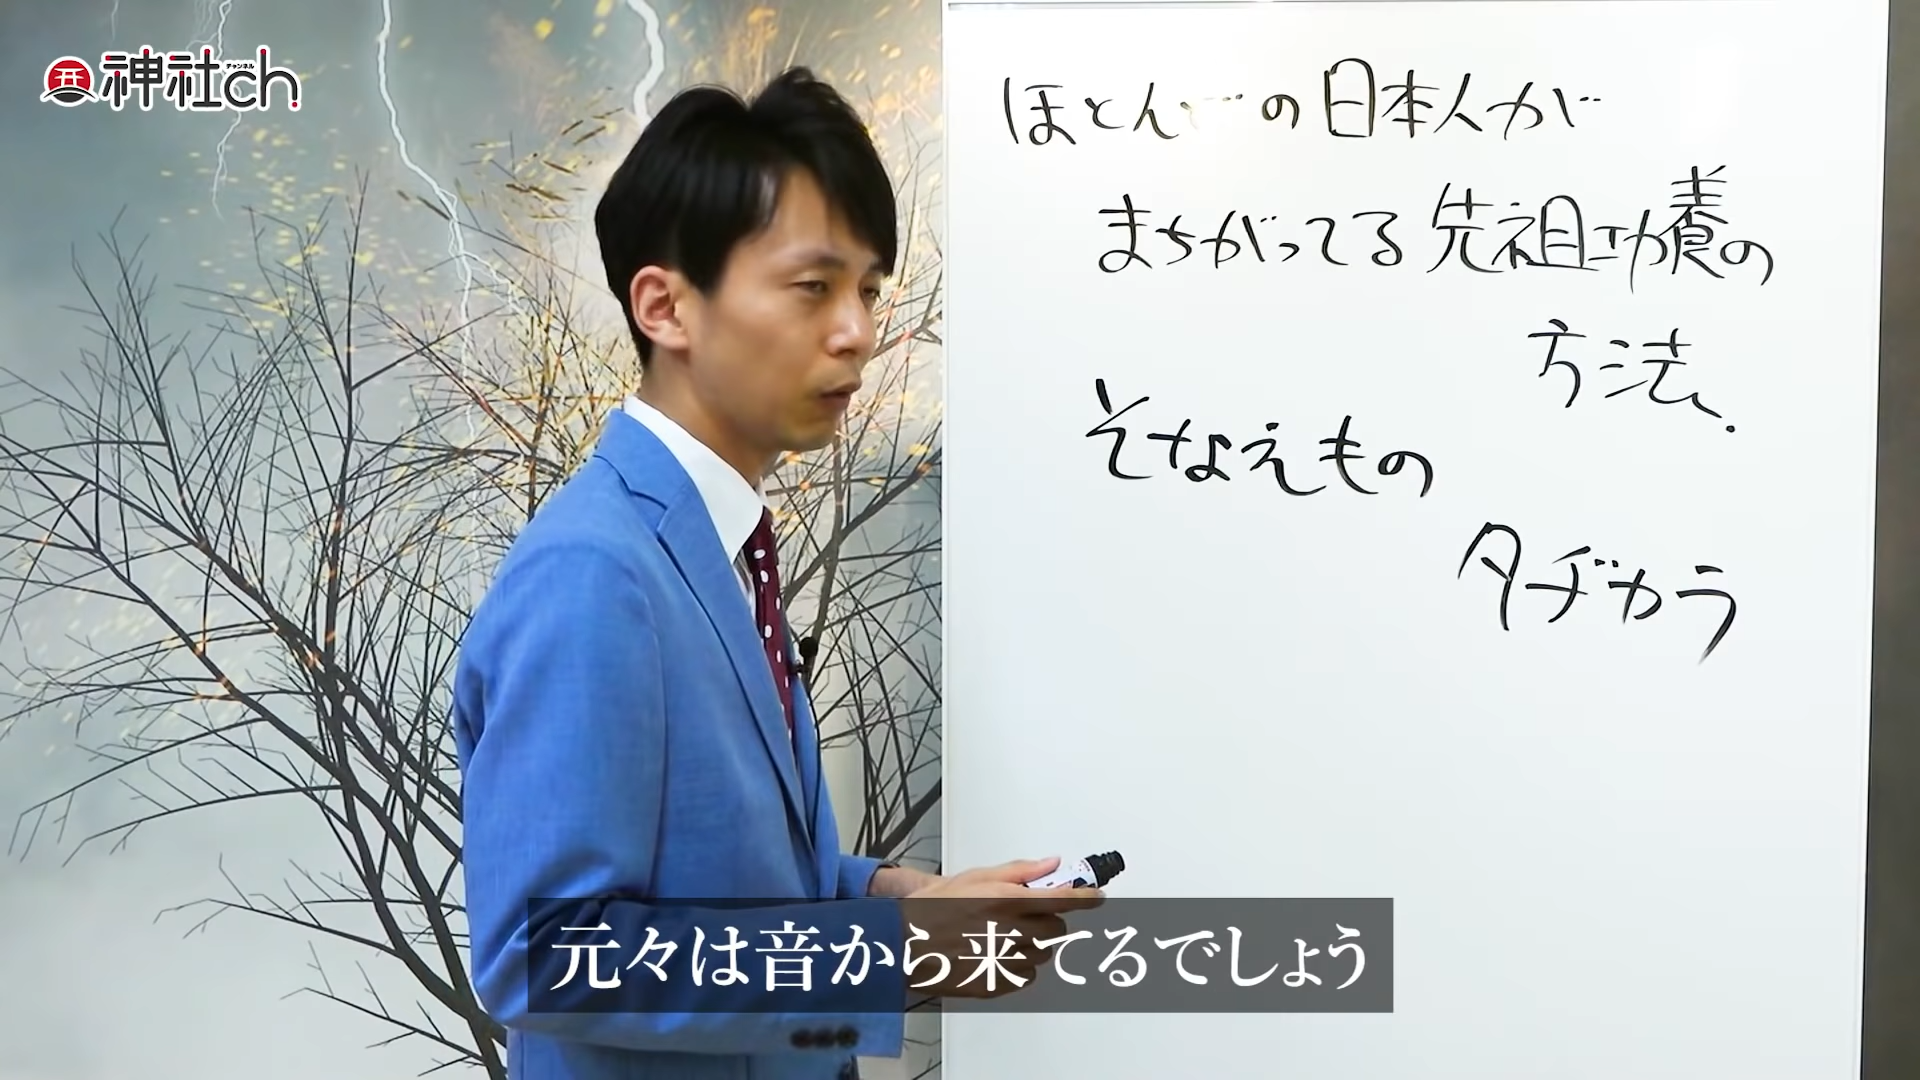 神社ch
チャンネル
ほとんどの日本人が
まちがってる先祖功養の
方法、
そなえもの
タヂカラ
元々は音から来てるでしょう